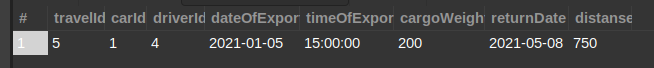 # travelId carId driverId dateOfExpor timeOfExpor cargoWeigh returnDate distanse
1 5 1 4 2021-01-05 15:00:00 200 2021-05-08 750